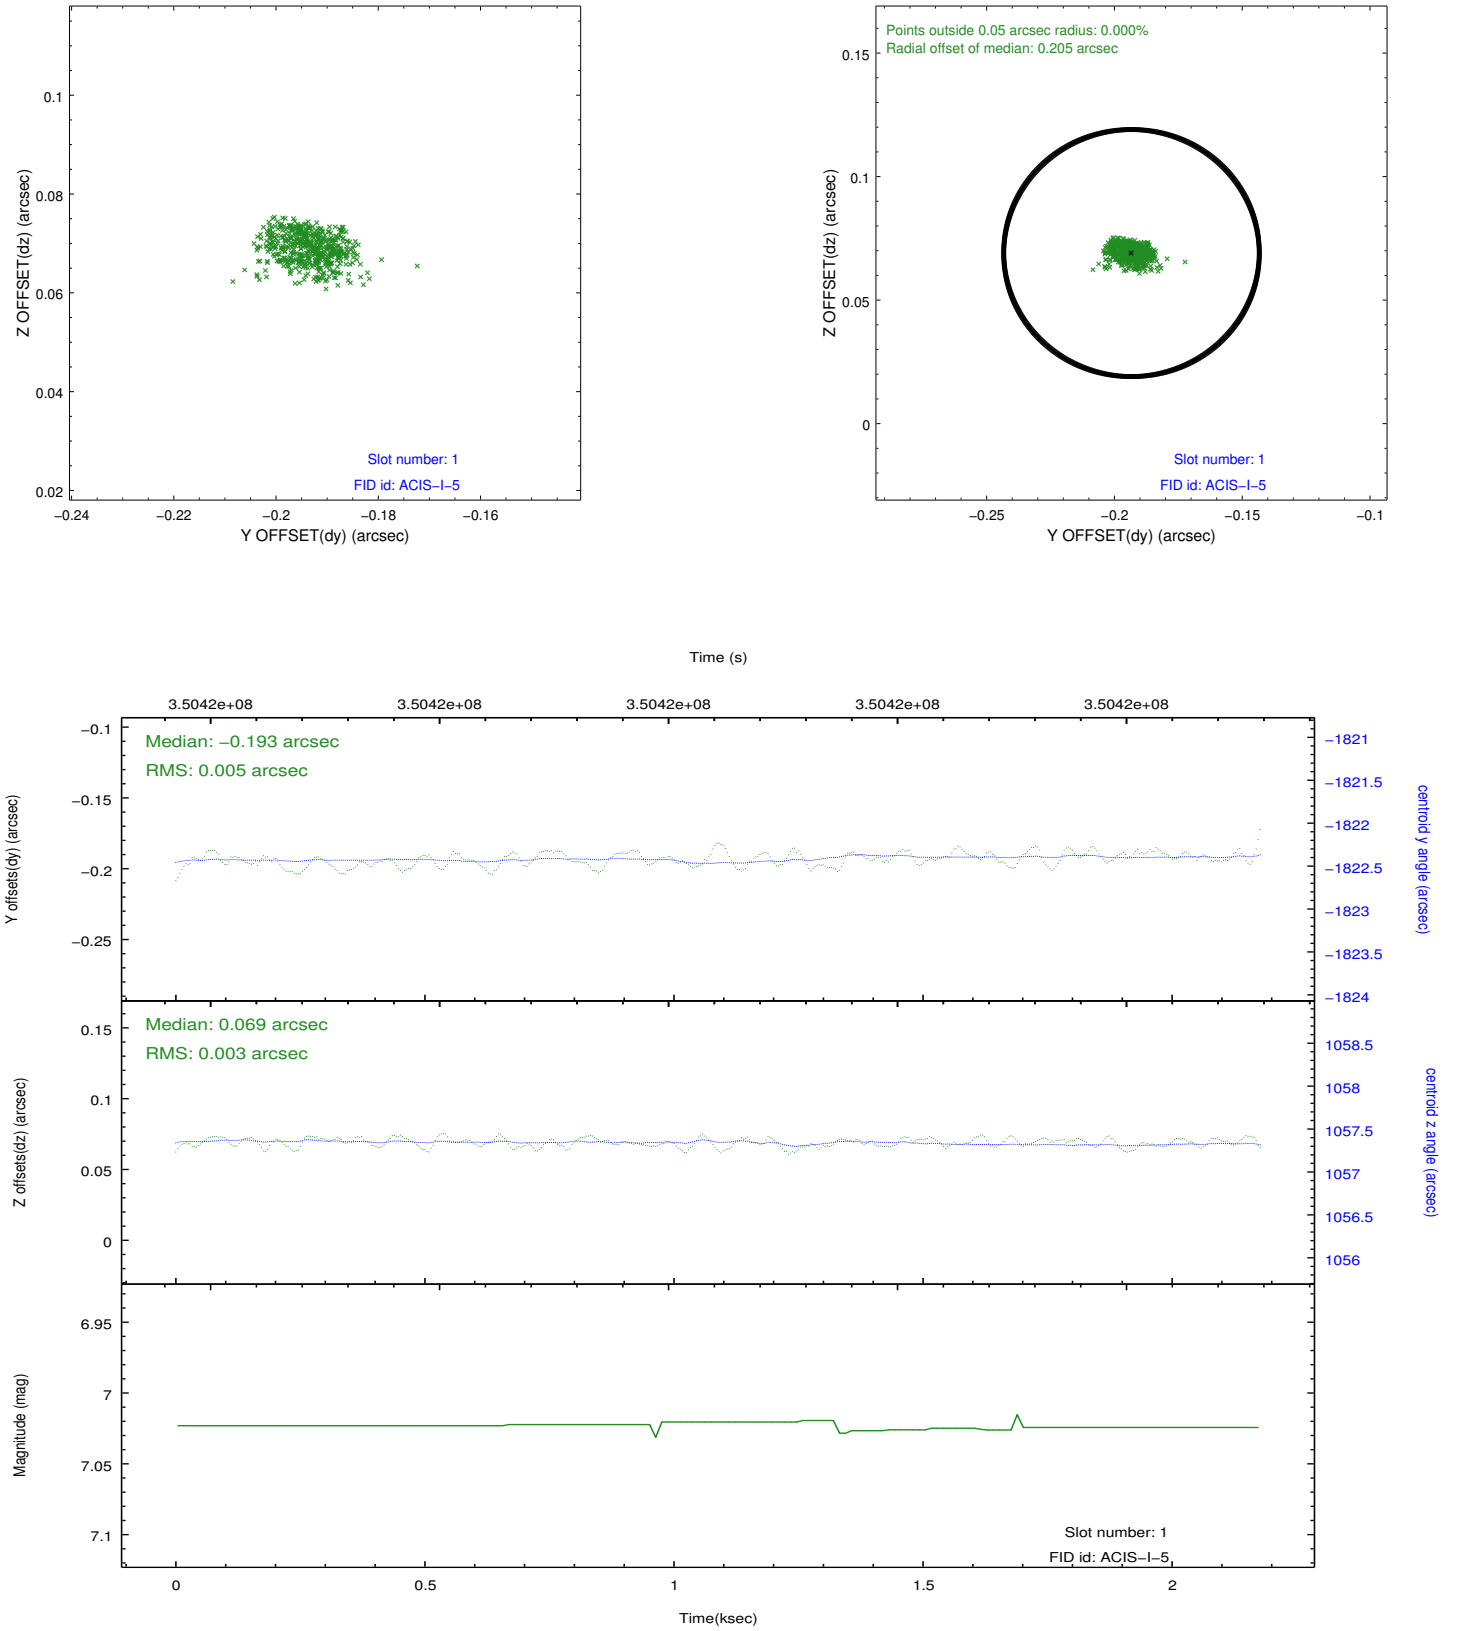 0.1
0.08
0.06
0.04
0.02
Z OFFSET(dz) (arcsec)
−0.24 −0.22 −0.2 −0.18 −0.16
Y OFFSET(dy) (arcsec)
Slot number: 1
FID id: ACIS−I−5
Points outside 0.05 arcsec radius: 0.000%
Radial offset of median: 0.205 arcsec
0.15
0.1
0.05
0
Z OFFSET(dz) (arcsec)
−0.25 −0.2 −0.15 −0.1
Y OFFSET(dy) (arcsec)
Slot number: 1
FID id: ACIS−I−5
Time (s)
3.5042e+08 3.5042e+08 3.5042e+08 3.5042e+08 3.5042e+08
Median: −0.193 arcsec
RMS: 0.005 arcsec
−0.1
−0.15
−0.2
−0.25
Y offsets(dy) (arcsec)
−1821
−1821.5
−1822
−1822.5
−1823
−1823.5
−1824
centroid y angle (arcsec)
Median: 0.069 arcsec
RMS: 0.003 arcsec
0.15
0.1
0.05
0
Z offsets(dz) (arcsec)
1058.5
1058
1057.5
1057
1056.5
1056
centroid z angle (arcsec)
6.95
7
7.05
7.1
Magnitude (mag)
Slot number: 1
FID id: ACIS−I−5
0 0.5 1 1.5 2
Time(ksec)